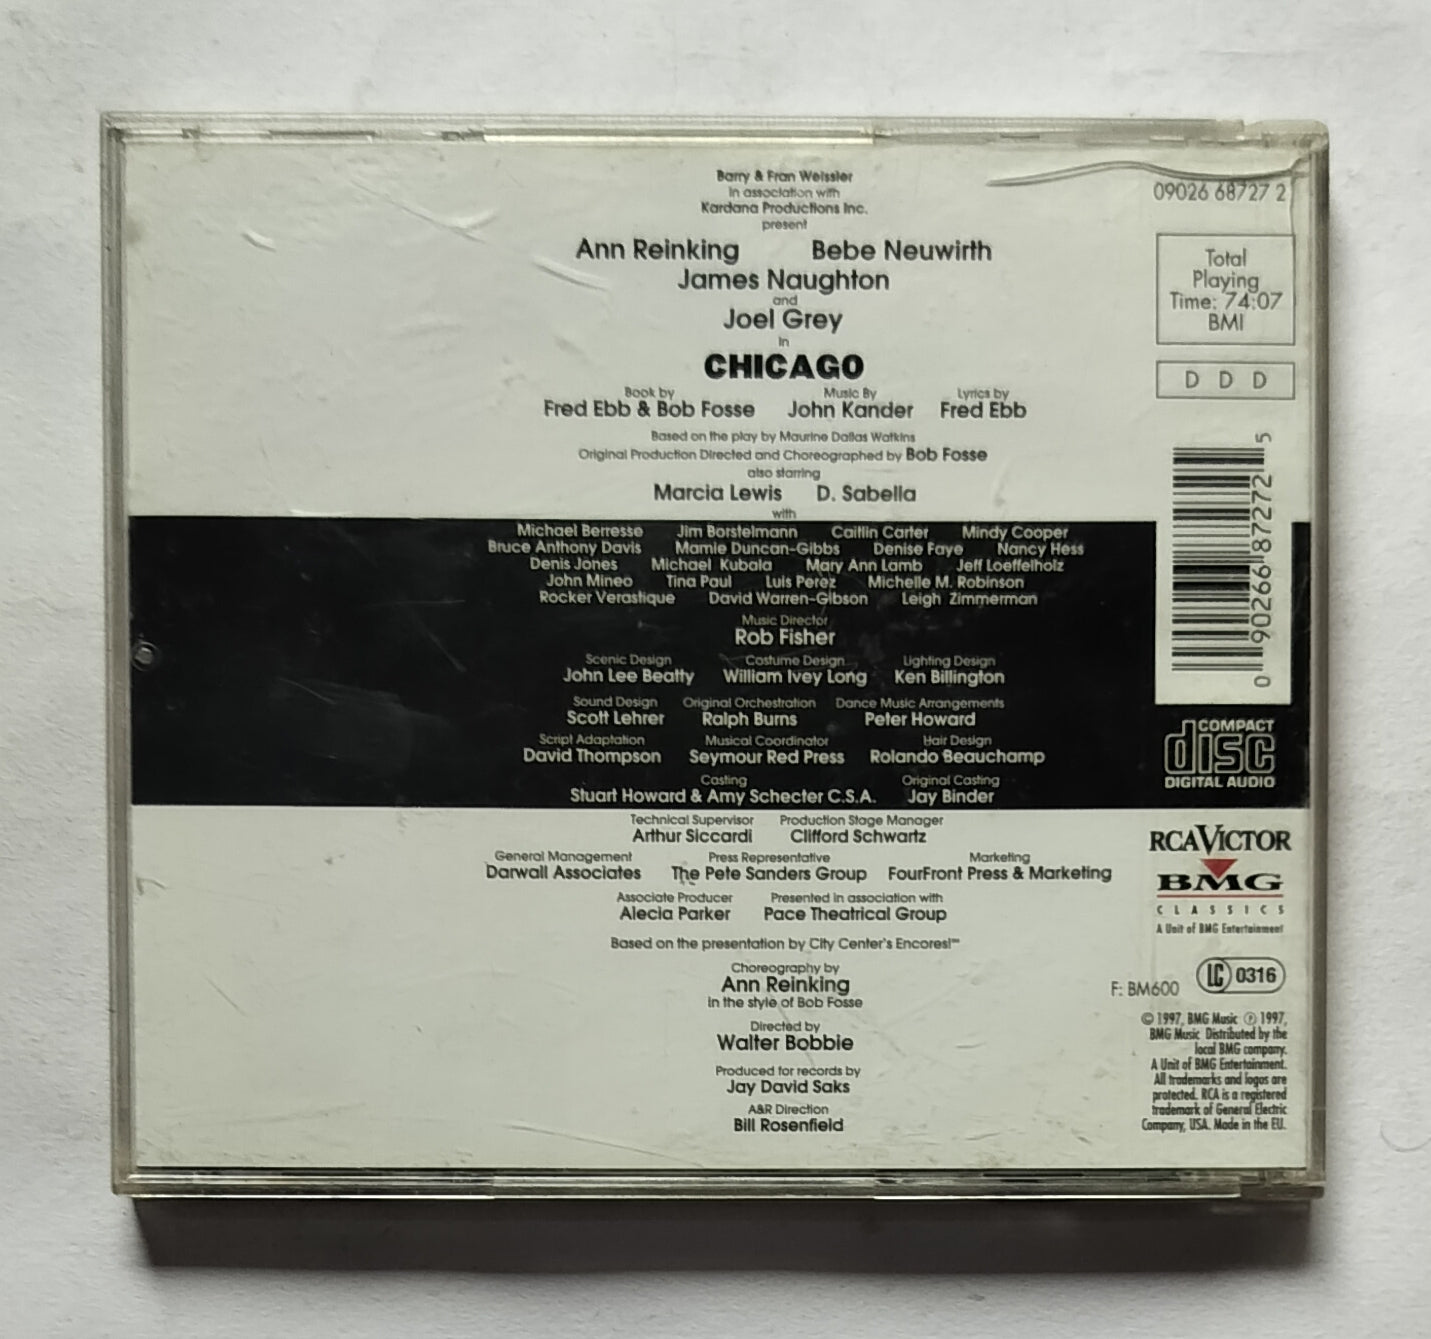 Barry & Fran Weissler
in association with
Kardana Productions Inc.
present
Ann Reinking Bebe Neuwirth
James Naughton
and
Joel Grey
in
CHICAGO
Book by Music By Lyrics by
Fred Ebb & Bob Fosse John Kander Fred Ebb
Based on the play by Maurine Dallas Watkins
Original Production Directed and Choreographed by Bob Fosse
also starring
Marcia Lewis D. Sabella
with
Michael Berresse Jim Borstelmann Caitlin Carter Mindy Cooper
Bruce Anthony Davis Mamie Duncan-Gibbs Denise Faye Nancy Hess
Denis Jones Michael Kubala Mary Ann Lamb Jeff Loeffelholz
John Mineo Tina Paul Luis Perez Michelle M. Robinson
Rocker Verastique David Warren-Gibson Leigh Zimmerman
Music Director
Rob Fisher
Scenic Design Costume Design Lighting Design
John Lee Beatty William Ivey Long Ken Billington
Sound Design Original Orchestration Dance Music Arrangements
Scott Lehrer Ralph Burns Peter Howard
Script Adaptation Musical Coordinator Hair Design
David Thompson Seymour Red Press Rolando Beauchamp
Casting Original Casting
Stuart Howard & Amy Schecter C.S.A. Jay Binder
Technical Supervisor Production Stage Manager
Arthur Siccardi Clifford Schwartz
General Management Press Representative Marketing
Darwall Associates The Pete Sanders Group FourFront Press & Marketing
Associate Producer Presented in association with
Alecia Parker Pace Theatrical Group
Based on the presentation by City Center's Encores!℠
Choreography by
Ann Reinking
in the style of Bob Fosse
Directed by
Walter Bobbie
Produced for records by
Jay David Saks
A&R Direction
Bill Rosenfield
09026 68727 2
Total
Playing
Time: 74:07
BMI
D D D
0 90266 87272 5
COMPACT
disc
DIGITAL AUDIO
RCA VICTOR
BMG
CLASSICS
A Unit of BMG Entertainment
F: BM600 LC 0316
© 1997, BMG Music ℗ 1997,
BMG Music Distributed by the
local BMG company.
A Unit of BMG Entertainment.
All trademarks and logos are
protected. RCA is a registered
trademark of General Electric
Company, USA. Made in the EU.